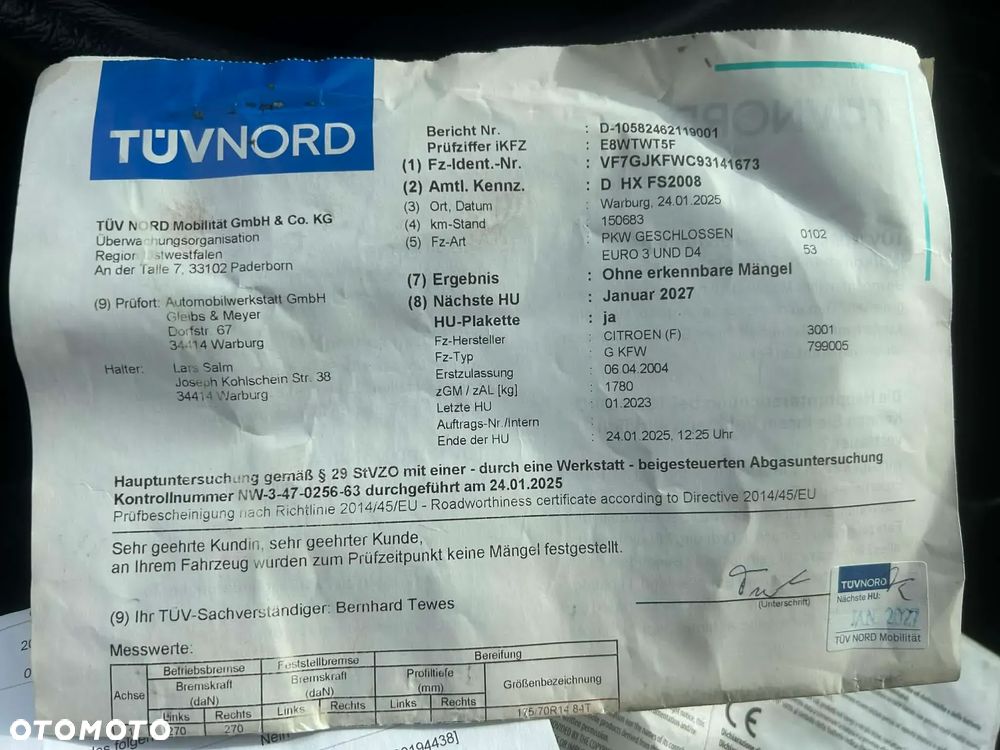 TÜVNORD
Bericht Nr. : D-10582462119001
Prüfziffer iKFZ : E8WTWT5F
(1) Fz-Ident.-Nr. : VF7GJKFWC93141673
(2) Amtl. Kennz. : D HX FS2008
(3) Ort, Datum : Warburg, 24.01.2025
(4) km-Stand : 150683
(5) Fz-Art : PKW GESCHLOSSEN 0102
EURO 3 UND D4 53
(7) Ergebnis : Ohne erkennbare Mängel
(8) Nächste HU : Januar 2027
HU-Plakette : ja
Fz-Hersteller : CITROEN (F) 3001
Fz-Typ : G KFW 799005
Erstzulassung : 06.04.2004
zGM / zAL [kg] : 1780
Letzte HU : 01.2023
Auftrags-Nr./Intern :
Ende der HU : 24.01.2025, 12:25 Uhr
TÜV NORD Mobilität GmbH & Co. KG
Überwachungsorganisation
Region stwestfalen
An der Talle 7, 33102 Paderborn
(9) Prüfort: Automobilwerkstatt GmbH
Gleibs & Meyer
Dorfstr. 67
34414 Warburg
Halter: Lars Salm
Joseph Kohlschein Str. 38
34414 Warburg
Hauptuntersuchung gemäß § 29 StVZO mit einer - durch eine Werkstatt - beigesteuerten Abgasuntersuchung
Kontrollnummer NW-3-47-0256-63 durchgeführt am 24.01.2025
Prüfbescheinigung nach Richtlinie 2014/45/EU - Roadworthiness certificate according to Directive 2014/45/EU
Sehr geehrte Kundin, sehr geehrter Kunde,
an Ihrem Fahrzeug wurden zum Prüfzeitpunkt keine Mängel festgestellt.
(9) Ihr TÜV-Sachverständiger: Bernhard Tewes
(Unterschrift)
TÜVNORD
Nächste HU:
JAN 2027
TÜV NORD Mobilität
Messwerte:
Achse Betriebsbremse Feststellbremse Bereifung
Bremskraft (daN) Bremskraft (daN) Profiltiefe (mm) Größenbezeichnung
Links Rechts Links Rechts Links Rechts
270 270 175/70R14 84T
Nein
0194438]
CE
OTOMOTO